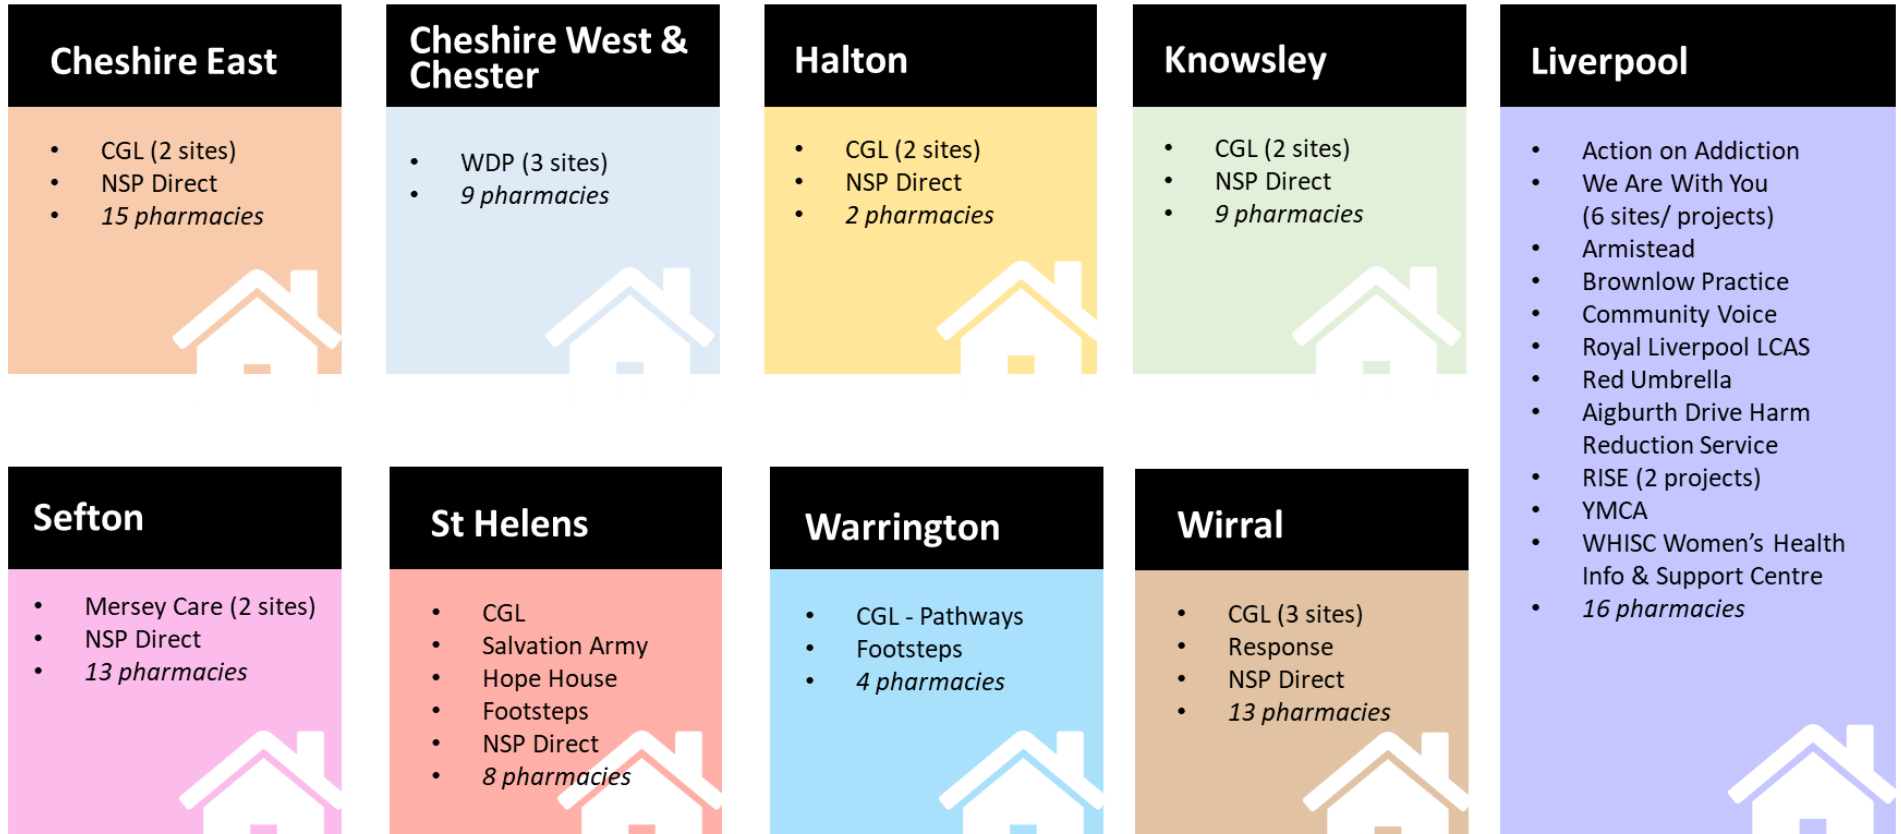 Cheshire East
• CGL (2 sites)
• NSP Direct
• 15 pharmacies
Cheshire West &
Chester
• WDP (3 sites)
• 9 pharmacies
Halton
• CGL (2 sites)
• NSP Direct
• 2 pharmacies
Knowsley
• CGL (2 sites)
• NSP Direct
• 9 pharmacies
Liverpool
• Action on Addiction
• We Are With You
(6 sites/ projects)
• Armistead
• Brownlow Practice
• Community Voice
• Royal Liverpool LCAS
• Red Umbrella
• Aigburth Drive Harm
Reduction Service
• RISE (2 projects)
• YMCA
• WHISC Women’s Health
Info & Support Centre
• 16 pharmacies
Sefton
• Mersey Care (2 sites)
• NSP Direct
• 13 pharmacies
St Helens
• CGL
• Salvation Army
• Hope House
• Footsteps
• NSP Direct
• 8 pharmacies
Warrington
• CGL - Pathways
• Footsteps
• 4 pharmacies
Wirral
• CGL (3 sites)
• Response
• NSP Direct
• 13 pharmacies